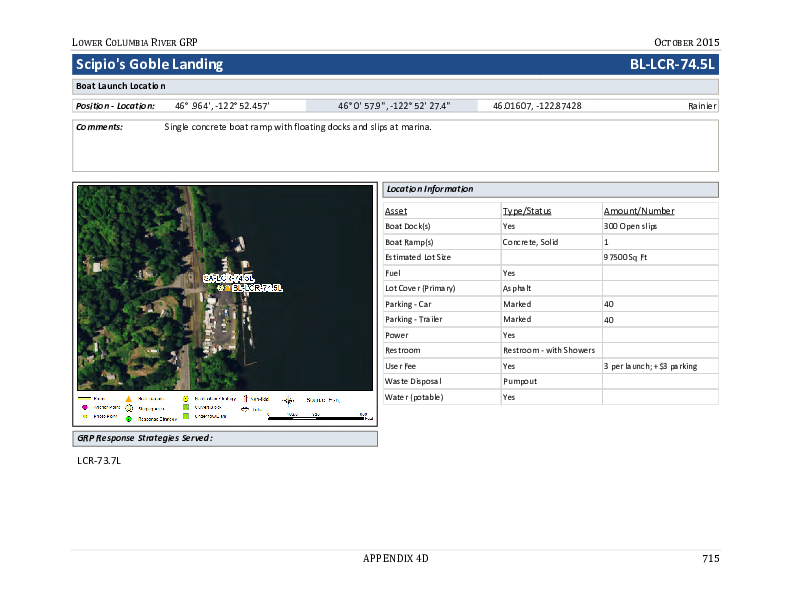 LOWER COLUMBIA RIVER GRP OCTOBER 2015
Scipio's Goble Landing BL-LCR-74.5L
Boat Launch Location
Position - Location: 46° .964', -122° 52.457' 46° 0' 57.9", -122° 52' 27.4" 46.01607, -122.87428 Rainier
Comments: Single concrete boat ramp with floating docks and slips at marina.
Location Information
Asset Type/Status Amount/Number
Boat Dock(s) Yes 300 Open slips
Boat Ramp(s) Concrete, Solid 1
Estimated Lot Size 97500 Sq Ft
Fuel Yes
Lot Cover (Primary) Asphalt
Parking - Car Marked 40
Parking - Trailer Marked 40
Power Yes
Restroom Restroom - with Showers
User Fee Yes 3 per launch; + $3 parking
Waste Disposal Pumpout
Water (potable) Yes
BL-LCR-74.5L
GRP Response Strategies Served:
LCR-73.7L
APPENDIX 4D 715